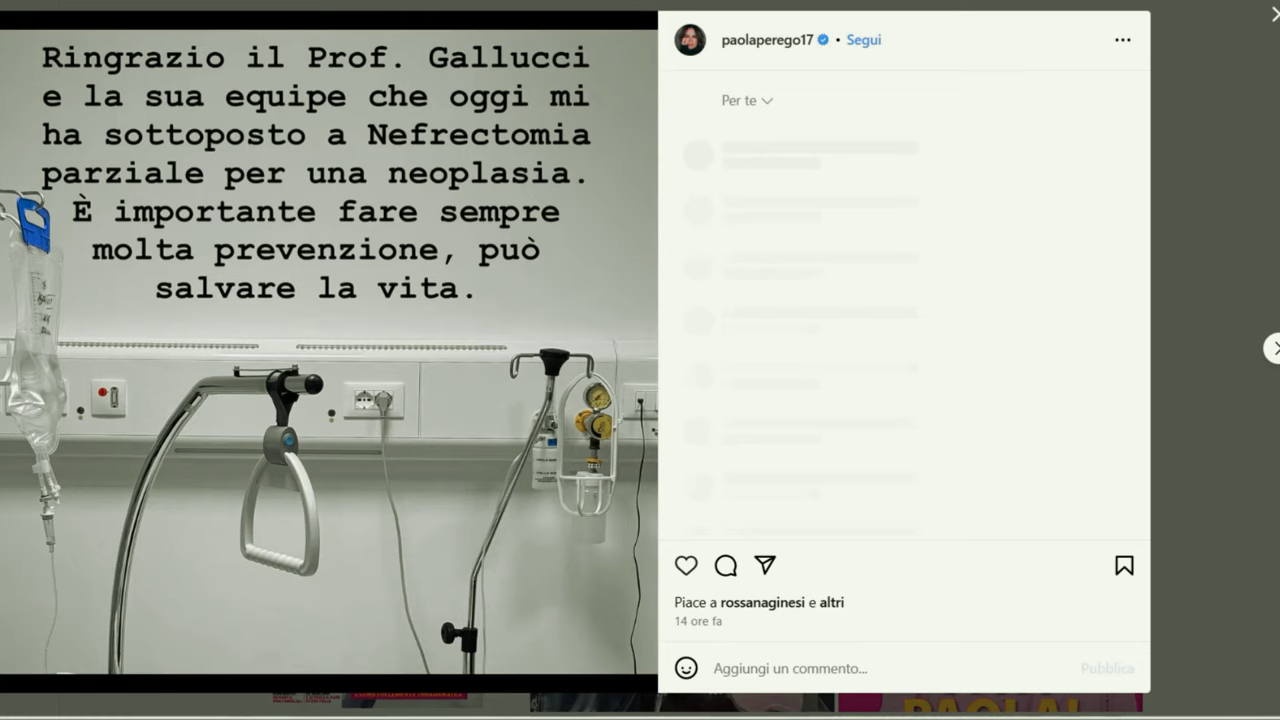 Ringrazio il Prof. Gallucci
e la sua equipe che oggi mi
ha sottoposto a Nefrectomia
parziale per una neoplasia.
È importante fare sempre
molta prevenzione, può
salvare la vita.
paolaperego17 • Segui
Per te
Piace a rossanaginesi e altri
14 ore fa
Aggiungi un commento... Pubblica
PAOLA!